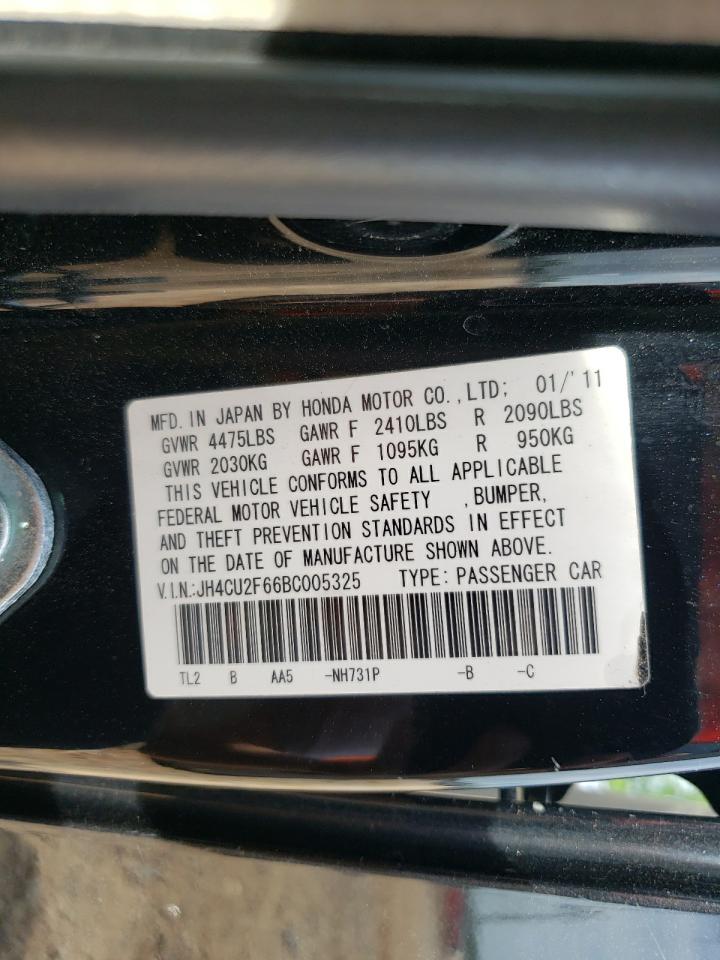 MFD. IN JAPAN BY HONDA MOTOR CO.,LTD; 01/'11
GVWR 4475LBS GAWR F 2410LBS R 2090LBS
GVWR 2030KG GAWR F 1095KG R 950KG
THIS VEHICLE CONFORMS TO ALL APPLICABLE
FEDERAL MOTOR VEHICLE SAFETY ,BUMPER,
AND THEFT PREVENTION STANDARDS IN EFFECT
ON THE DATE OF MANUFACTURE SHOWN ABOVE.
V.I.N.:JH4CU2F66BC005325 TYPE: PASSENGER CAR
TL2 B AA5 -NH731P -B -C